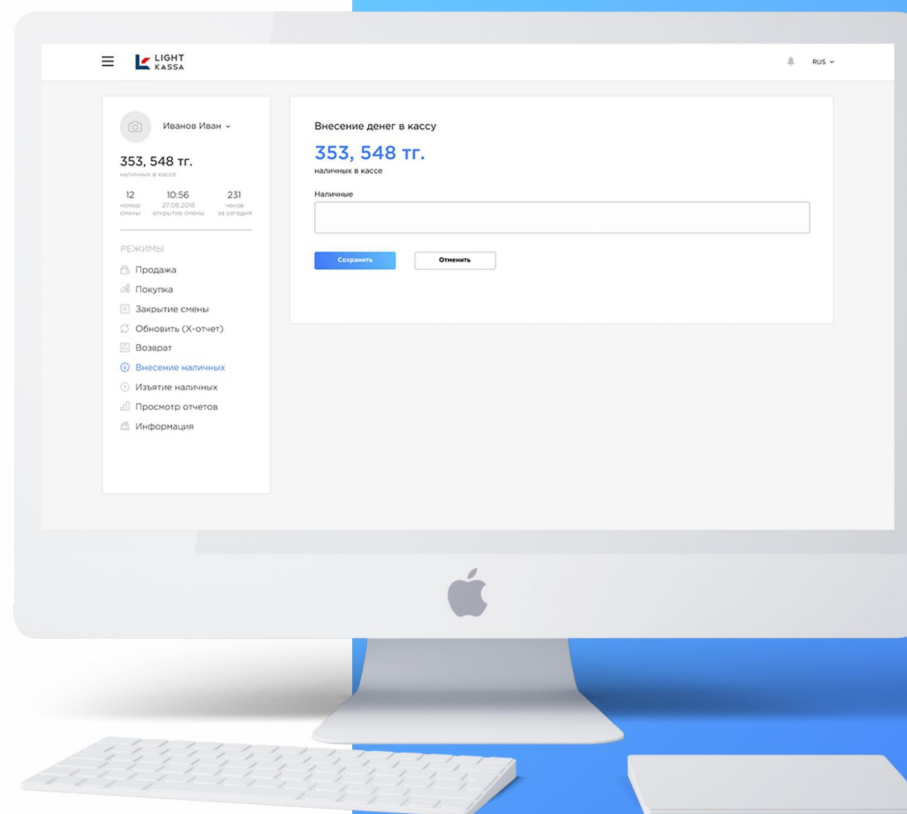 LIGHT
KASSA
RUS
Иванов Иван
353, 548 тг.
наличных в кассе
12 10:56 231
номер 27.08.2018 чеков
смены открытие смены за сегодня
РЕЖИМЫ
Продажа
Покупка
Закрытие смены
Обновить (X-отчет)
Возврат
Внесение наличных
Изъятие наличных
Просмотр отчетов
Информация
Внесение денег в кассу
353, 548 тг.
наличных в кассе
Наличные
Сохранить Отменить